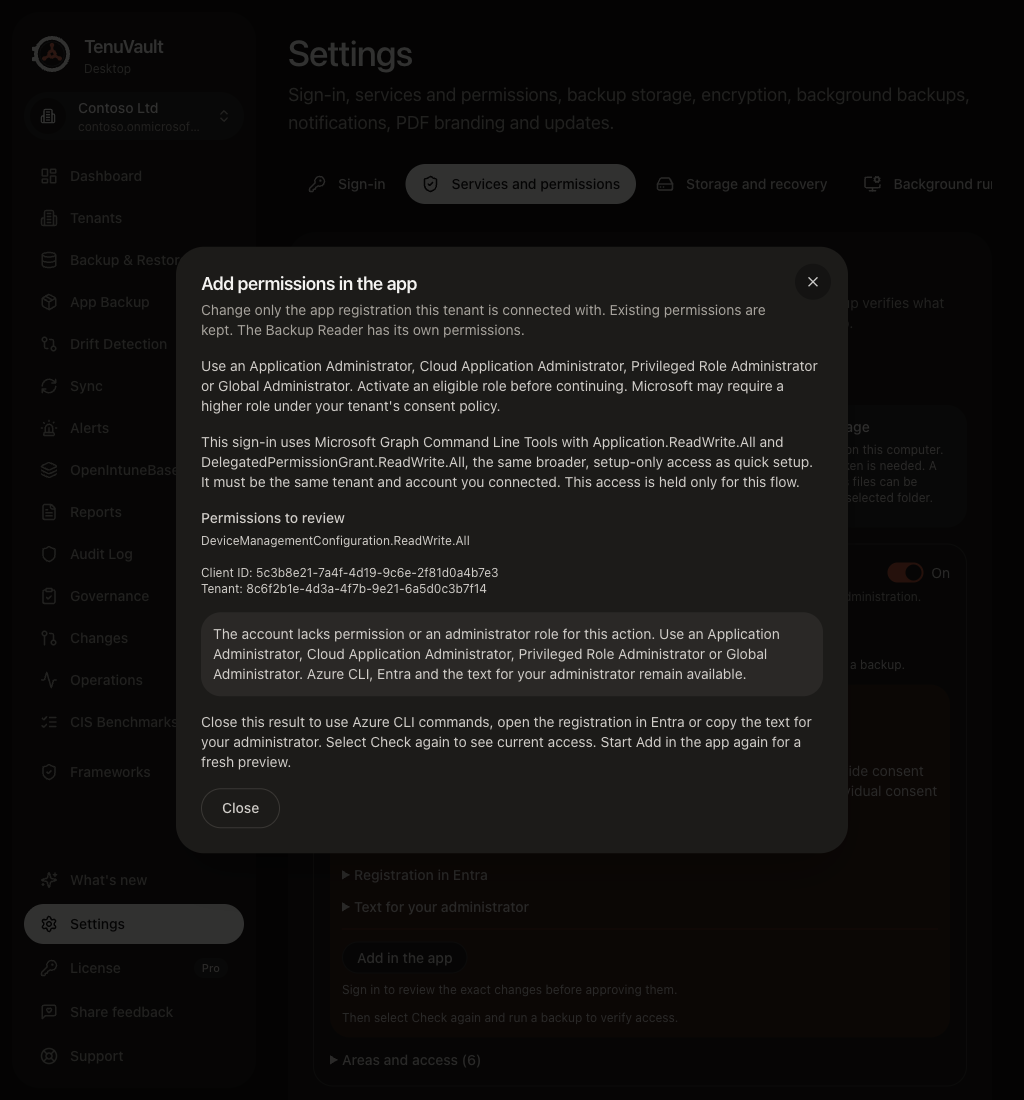 TenuVault
Desktop
Contoso Ltd
contoso.onmicrosof...
Dashboard
Tenants
Backup & Restor
App Backup
Drift Detection
Sync
Alerts
OpenIntuneBase
Reports
Audit Log
Governance
Changes
Operations
CIS Benchmarks
Frameworks
What's new
Settings
License
Pro
Share feedback
Support
Settings
Sign-in, services and permissions, backup storage, encryption, background backups,
notifications, PDF branding and updates.
Sign-in
Services and permissions
Storage and recovery
Background ru
Add permissions in the app
Change only the app registration this tenant is connected with. Existing permissions are
kept. The Backup Reader has its own permissions.
Use an Application Administrator, Cloud Application Administrator, Privileged Role Administrator
or Global Administrator. Activate an eligible role before continuing. Microsoft may require a
higher role under your tenant's consent policy.
This sign-in uses Microsoft Graph Command Line Tools with Application.ReadWrite.All and
DelegatedPermissionGrant.ReadWrite.All, the same broader, setup-only access as quick setup.
It must be the same tenant and account you connected. This access is held only for this flow.
Permissions to review
DeviceManagementConfiguration.ReadWrite.All
Client ID: 5c3b8e21-7a4f-4d19-9c6e-2f81d0a4b7e3
Tenant: 8c6f2b1e-4d3a-4f7b-9e21-6a5d0c3b7f14
The account lacks permission or an administrator role for this action. Use an Application
Administrator, Cloud Application Administrator, Privileged Role Administrator or Global
Administrator. Azure CLI, Entra and the text for your administrator remain available.
Close this result to use Azure CLI commands, open the registration in Entra or copy the text for
your administrator. Select Check again to see current access. Start Add in the app again for a
fresh preview.
Close
verifies what
on this computer.
is needed. A
files can be
selected folder.
On
a backup.
consent
consent
Registration in Entra
Text for your administrator
Add in the app
Sign in to review the exact changes before approving them.
Then select Check again and run a backup to verify access.
Areas and access (6)